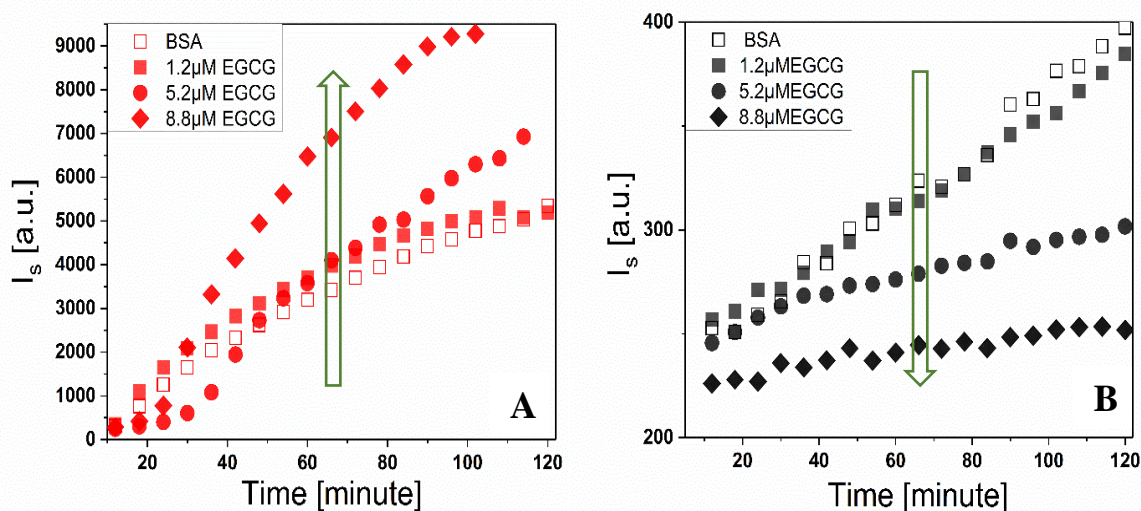 9000
8000
7000
6000
5000
4000
3000
2000
1000
0
I_s [a.u.]
BSA
1.2µM EGCG
5.2µM EGCG
8.8µM EGCG
A
20 40 60 80 100 120
Time [minute]
400
300
200
I_s [a.u.]
BSA
1.2µMEGCG
5.2µMEGCG
8.8µMEGCG
B
20 40 60 80 100 120
Time [minute]